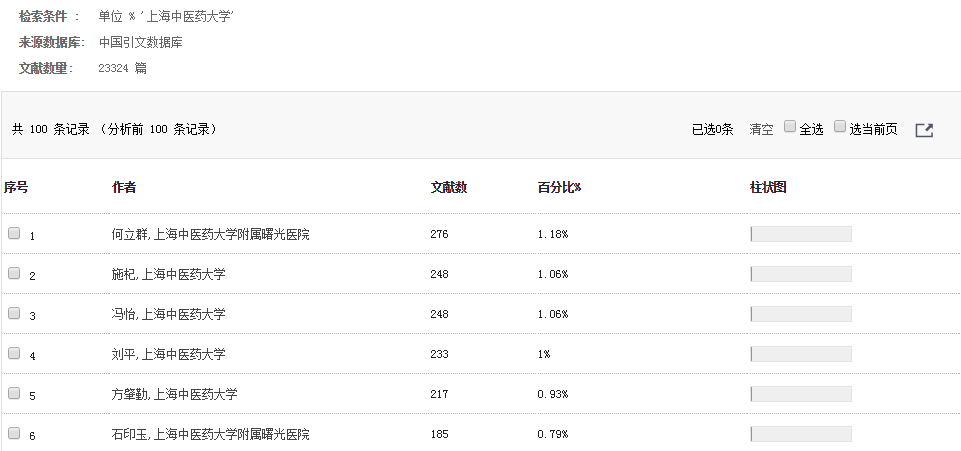 检索条件 : 单位 % '上海中医药大学'
来源数据库: 中国引文数据库
文献数量: 23324 篇
共 100 条记录 (分析前 100 条记录) 已选0条 清空 全选 选当前页
序号 作者 文献数 百分比% 柱状图
1 何立群,上海中医药大学附属曙光医院 276 1.18%
2 施杞,上海中医药大学 248 1.06%
3 冯怡,上海中医药大学 248 1.06%
4 刘平,上海中医药大学 233 1%
5 方肇勤,上海中医药大学 217 0.93%
6 石印玉,上海中医药大学附属曙光医院 185 0.79%